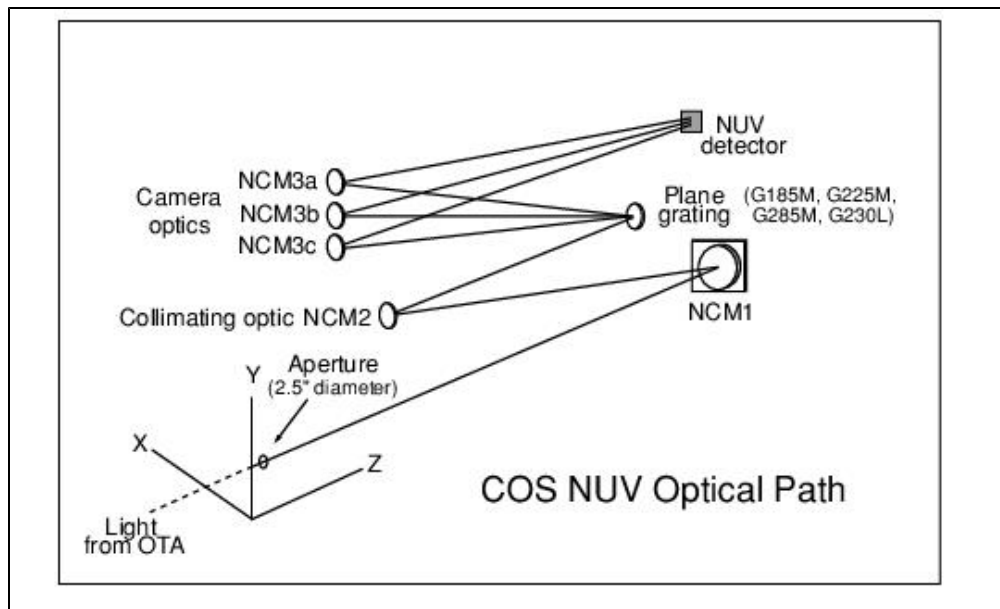 NUV
detector
NCM3a
Camera
optics
NCM3b
NCM3c
Plane
grating
(G185M, G225M,
G285M, G230L)
NCM1
Collimating optic NCM2
Aperture
(2.5" diameter)
Y
X
Z
COS NUV Optical Path
Light
from OTA